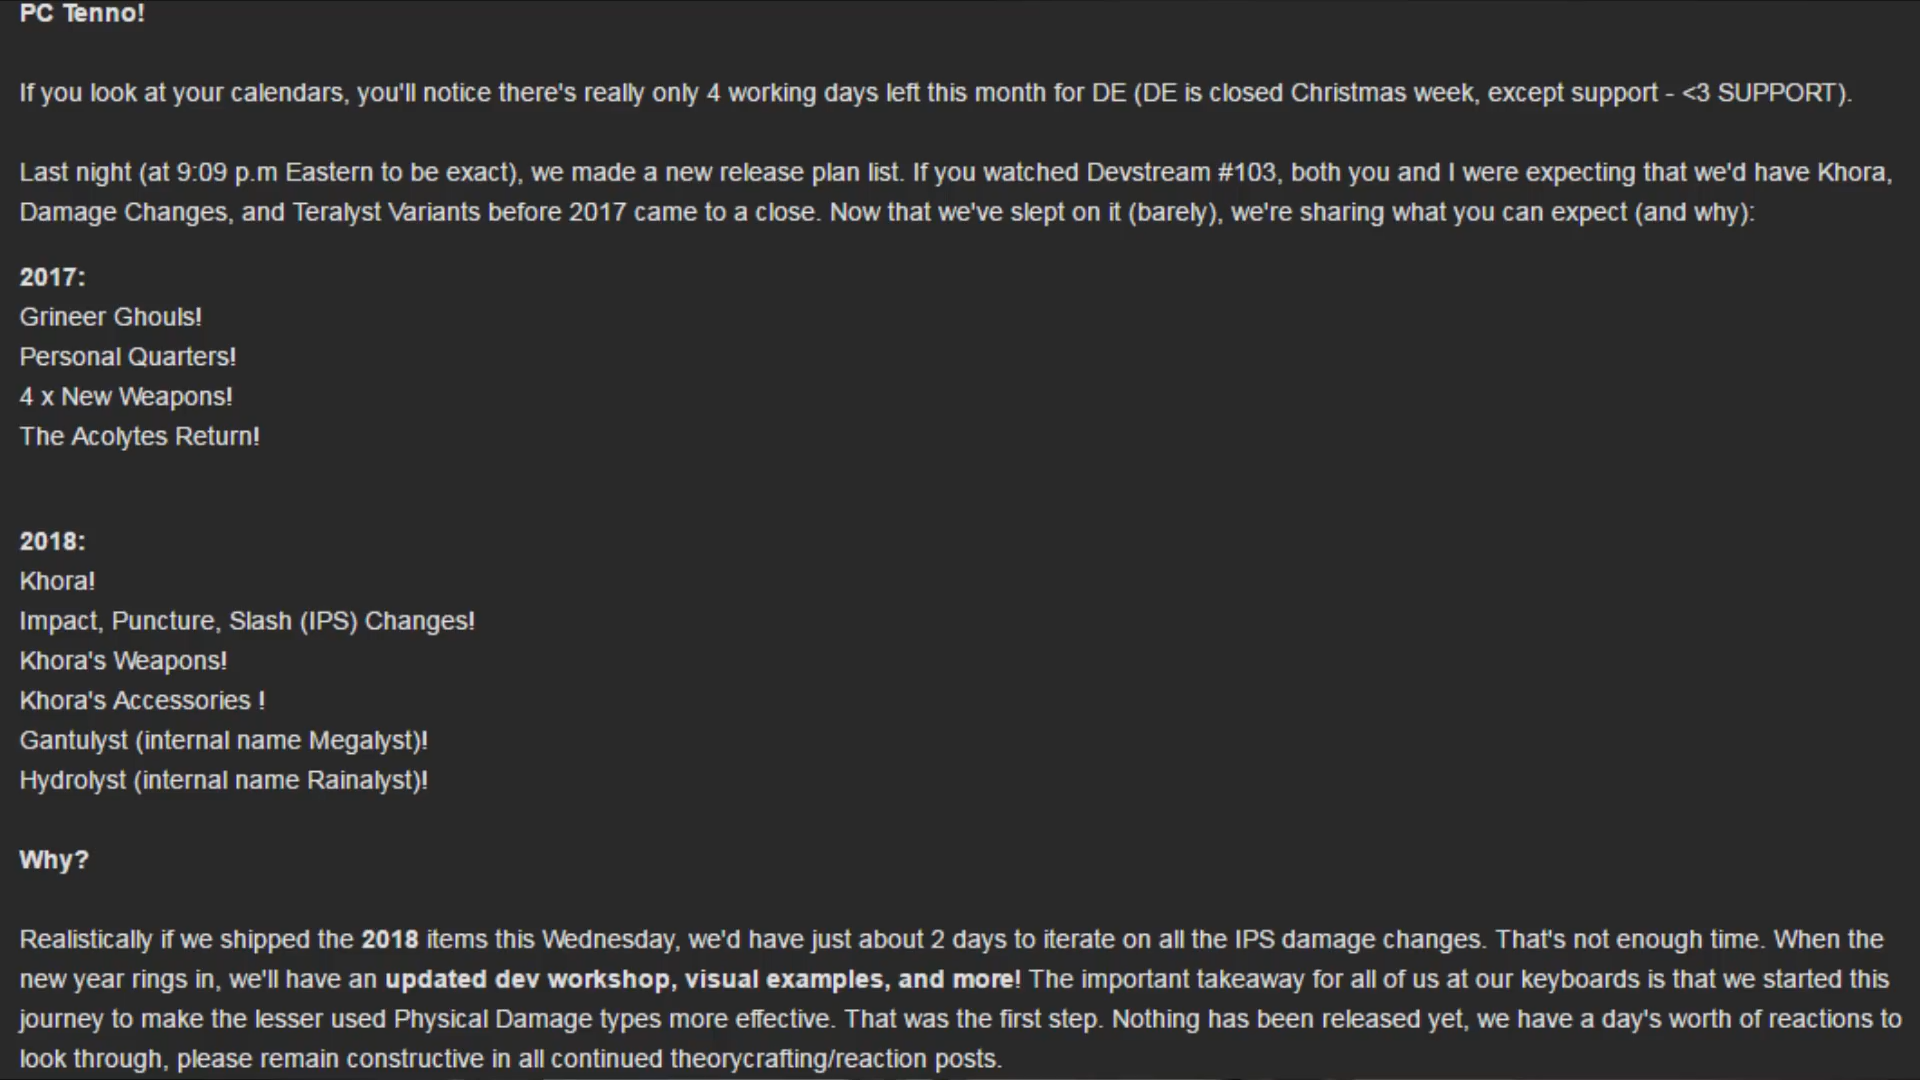 PC Tenno!
If you look at your calendars, you'll notice there's really only 4 working days left this month for DE (DE is closed Christmas week, except support - <3 SUPPORT).
Last night (at 9:09 p.m Eastern to be exact), we made a new release plan list. If you watched Devstream #103, both you and I were expecting that we'd have Khora,
Damage Changes, and Teralyst Variants before 2017 came to a close. Now that we've slept on it (barely), we're sharing what you can expect (and why):
2017:
Grineer Ghouls!
Personal Quarters!
4 x New Weapons!
The Acolytes Return!
2018:
Khora!
Impact, Puncture, Slash (IPS) Changes!
Khora's Weapons!
Khora's Accessories !
Gantulyst (internal name Megalyst)!
Hydrolyst (internal name Rainalyst)!
Why?
Realistically if we shipped the 2018 items this Wednesday, we'd have just about 2 days to iterate on all the IPS damage changes. That's not enough time. When the
new year rings in, we'll have an updated dev workshop, visual examples, and more! The important takeaway for all of us at our keyboards is that we started this
journey to make the lesser used Physical Damage types more effective. That was the first step. Nothing has been released yet, we have a day's worth of reactions to
look through, please remain constructive in all continued theorycrafting/reaction posts.